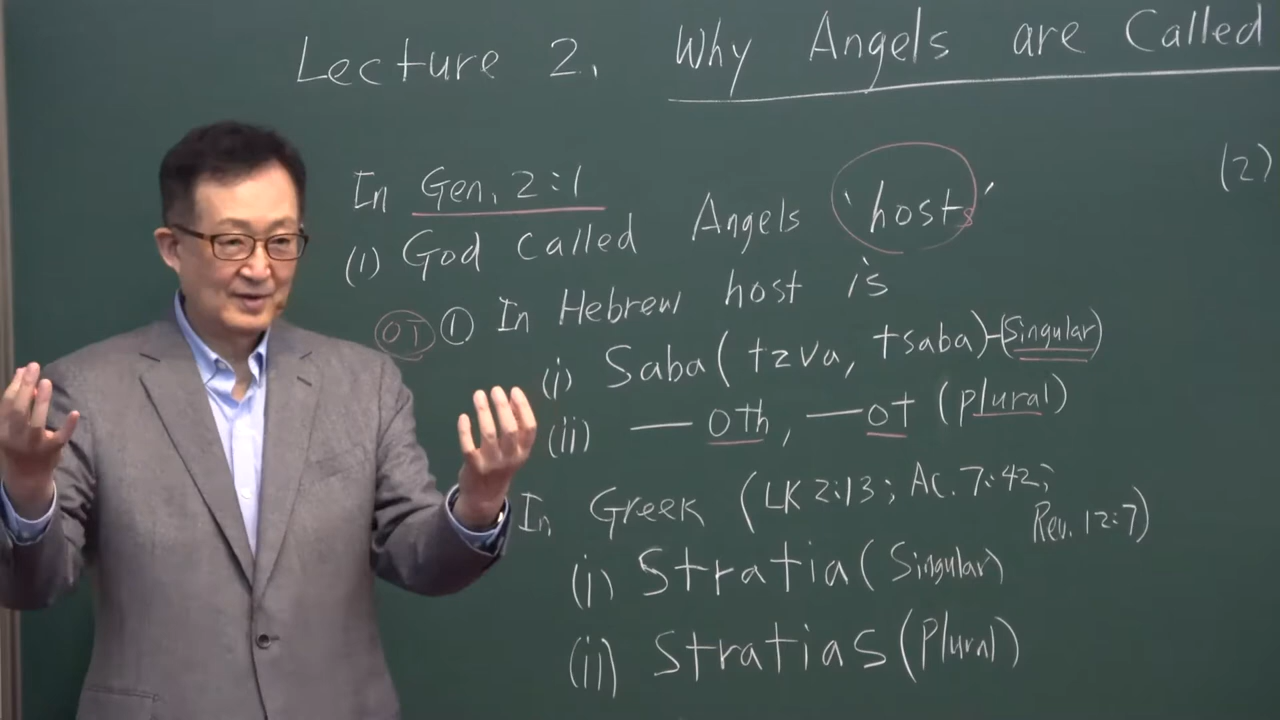 Lecture 2. Why Angels are Called
In Gen. 2:1
(2)
(1) God Called Angels 'hosts'
OT ① In Hebrew host is
(i) Saba (tzva, tsaba)-(Singular)
(ii) — oth, — ot (plural)
In Greek (LK 2:13; Ac. 7:42;
Rev. 12:7)
(i) Stratia (Singular)
(ii) Stratias (Plural)